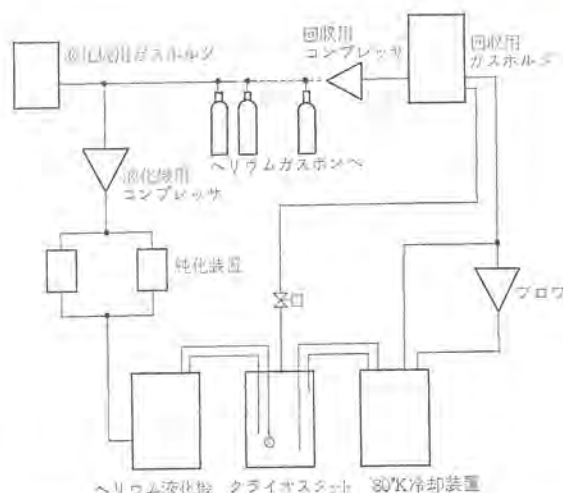 液化機用ガスホルダ
回収用
コンプレッサ
回収用
ガスホルダ
ヘリウムガスボンベ
液化機用
コンプレッサ
純化装置
ブロワ
ヘリウム液化機
クライオスタット
80°K冷却装置